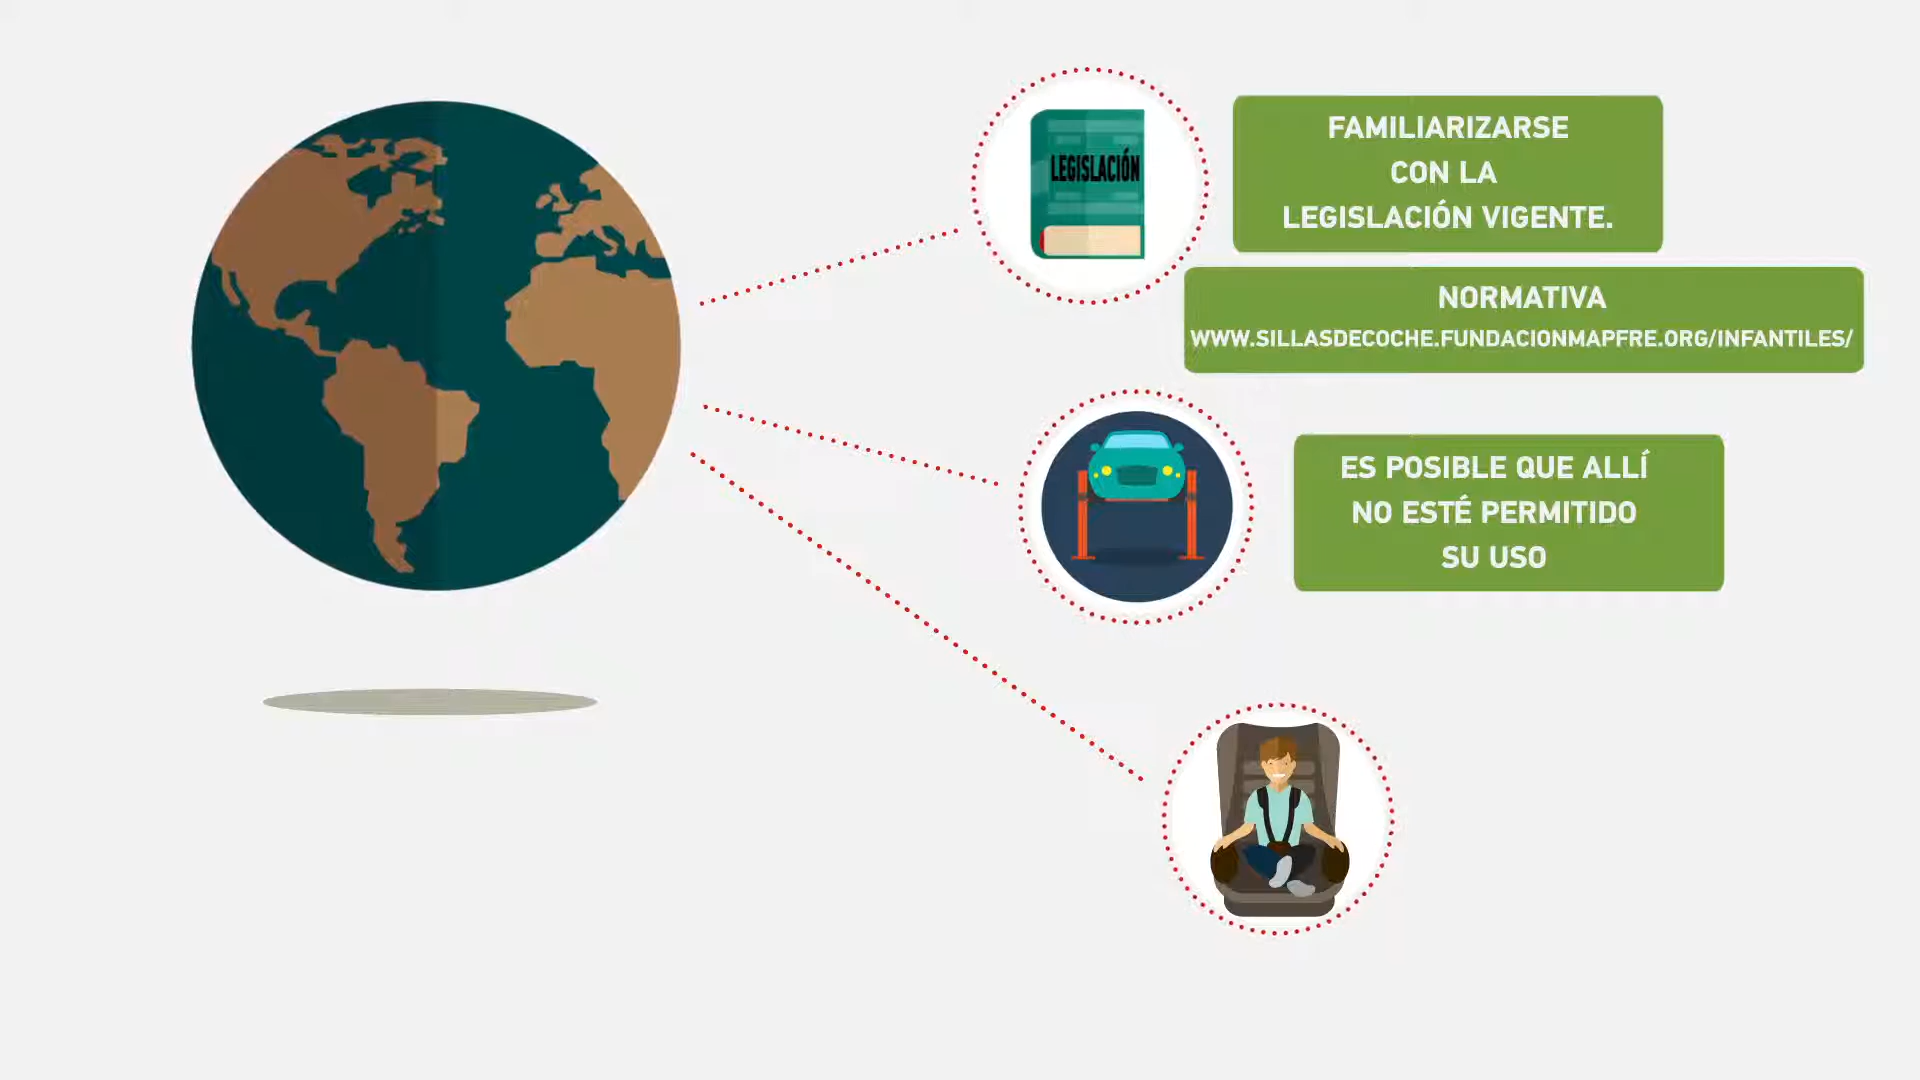 LEGISLACIÓN
FAMILIARIZARSE
CON LA
LEGISLACIÓN VIGENTE.
NORMATIVA
WWW.SILLASDECOCHE.FUNDACIONMAPFRE.ORG/INFANTILES/
ES POSIBLE QUE ALLÍ
NO ESTÉ PERMITIDO
SU USO